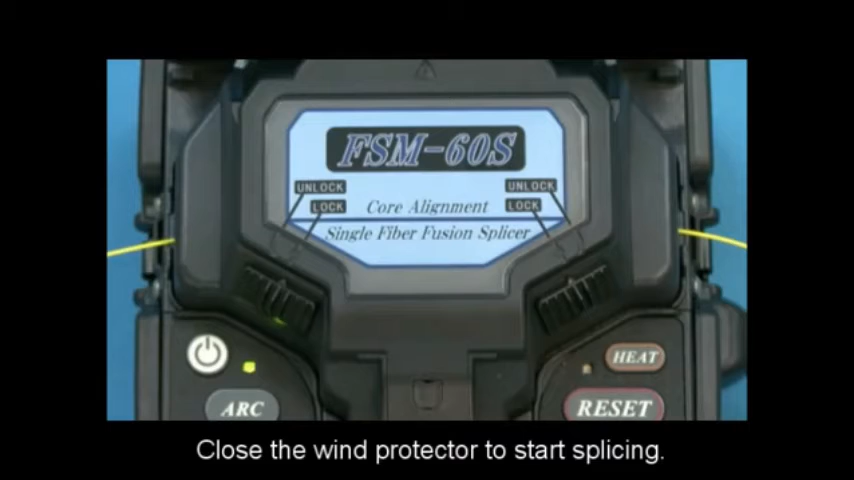 FSM-60S
UNLOCK UNLOCK
LOCK Core Alignment LOCK
Single Fiber Fusion Splicer
HEAT
ARC RESET
Close the wind protector to start splicing.